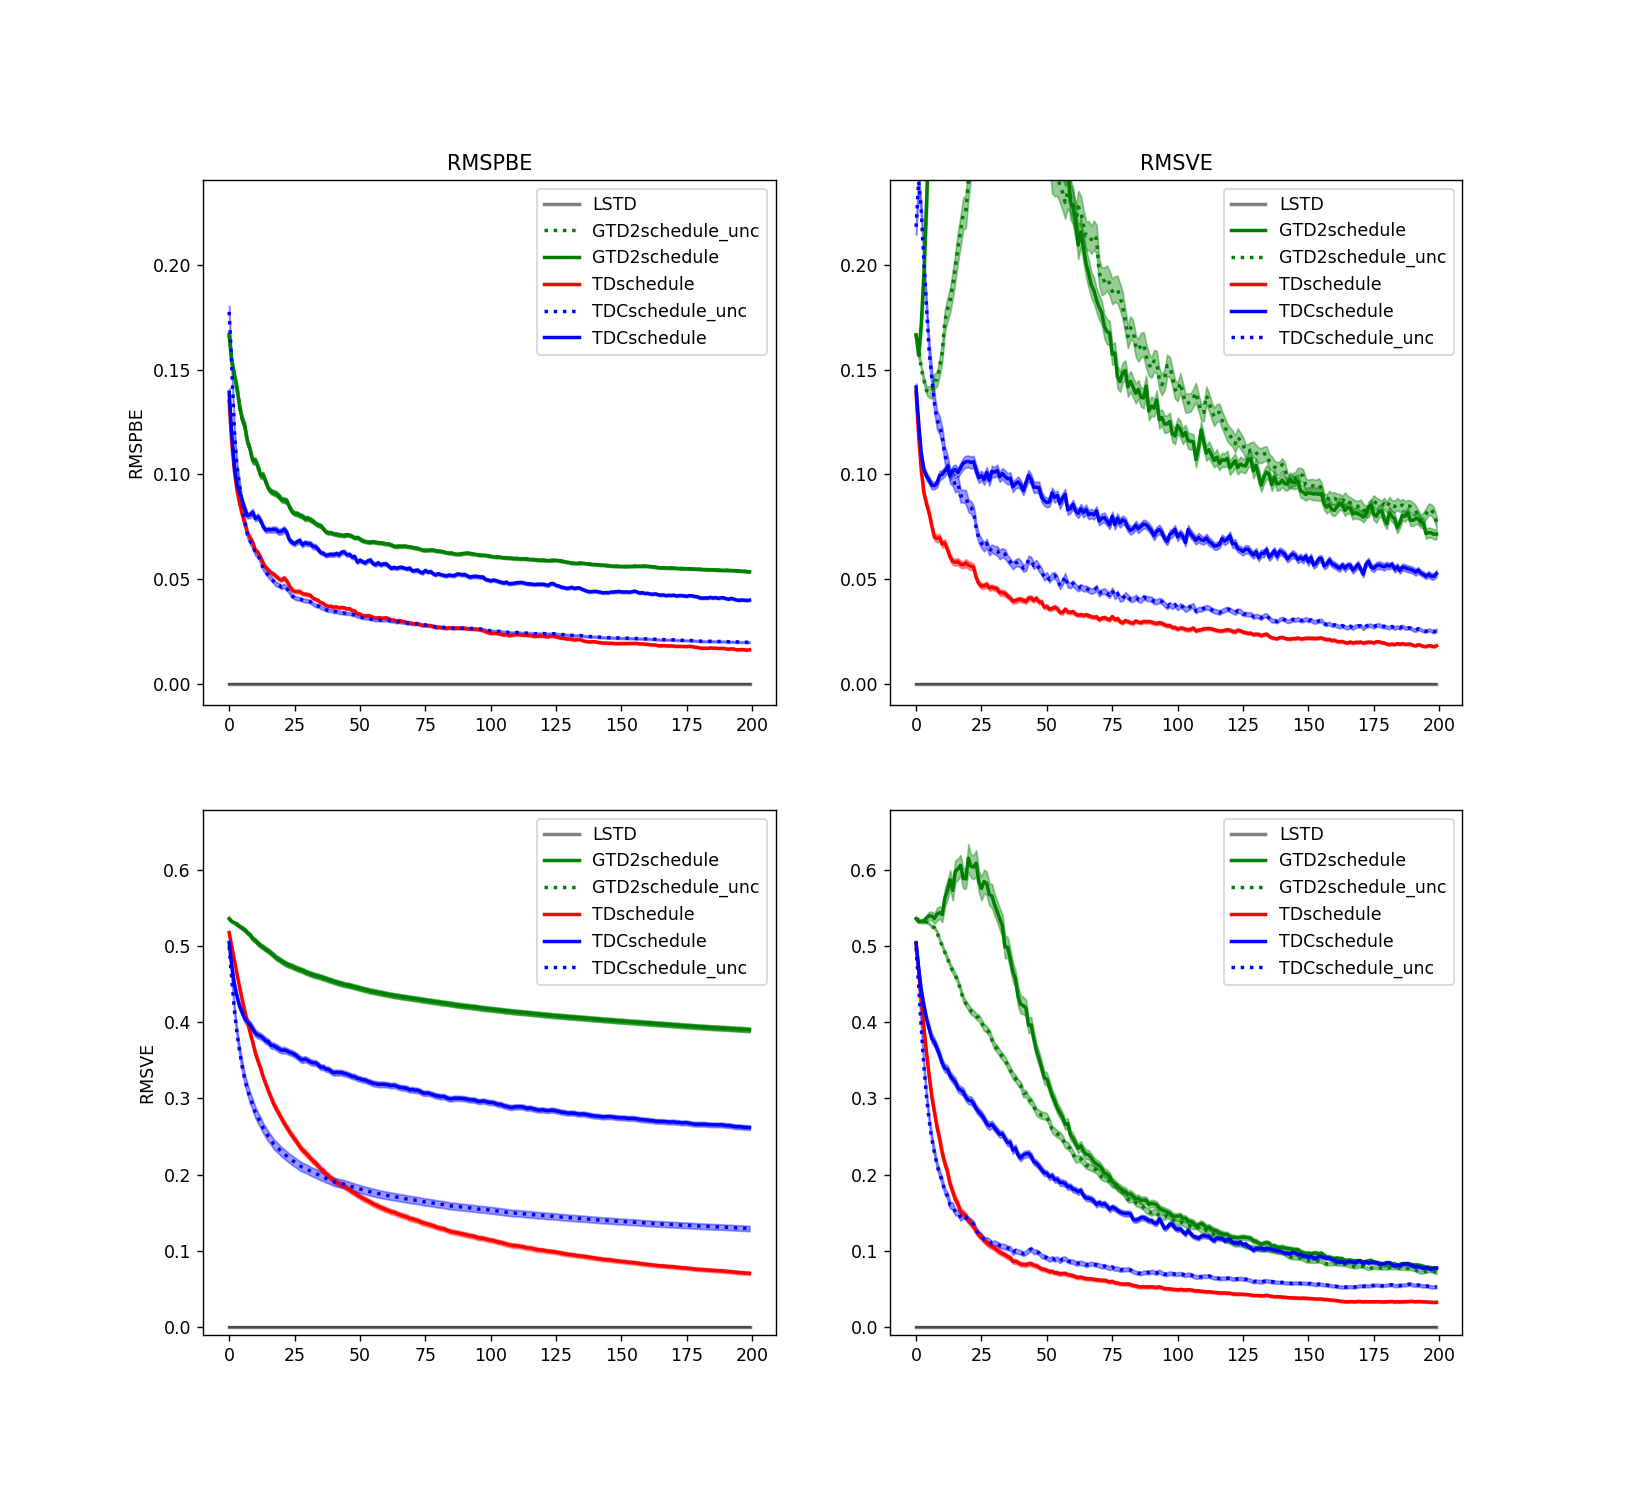 RMSPBE
RMSVE
LSTD
GTD2schedule_unc
GTD2schedule
TDschedule
TDCschedule_unc
TDCschedule
LSTD
GTD2schedule
GTD2schedule_unc
TDschedule
TDCschedule
TDCschedule_unc
RMSPBE
0.20
0.15
0.10
0.05
0.00
0 25 50 75 100 125 150 175 200
0.20
0.15
0.10
0.05
0.00
0 25 50 75 100 125 150 175 200
LSTD
GTD2schedule
GTD2schedule_unc
TDschedule
TDCschedule
TDCschedule_unc
LSTD
GTD2schedule
GTD2schedule_unc
TDschedule
TDCschedule
TDCschedule_unc
RMSVE
0.6
0.5
0.4
0.3
0.2
0.1
0.0
0 25 50 75 100 125 150 175 200
0.6
0.5
0.4
0.3
0.2
0.1
0.0
0 25 50 75 100 125 150 175 200